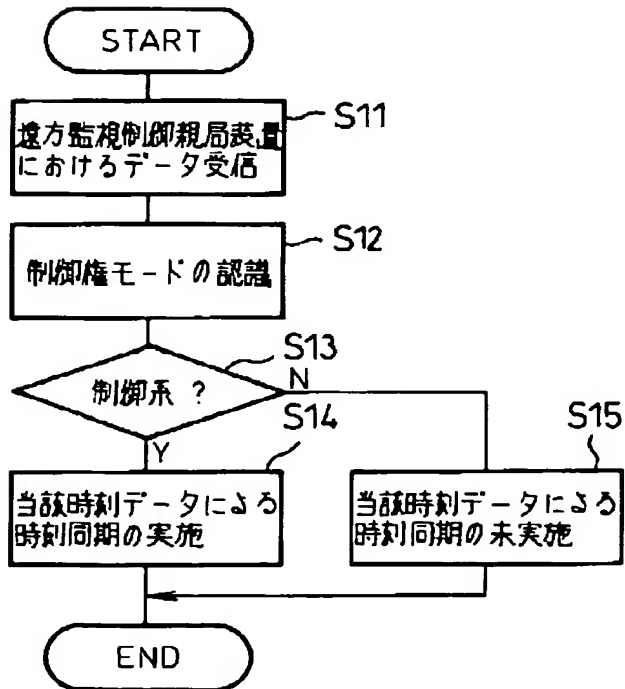 START
遠方監視制御親局装置
におけるデータ受信
S11
制御権モードの認識
S12
制御系?
S13
N
Y
S14
当該時刻データによる
時刻同期の実施
S15
当該時刻データによる
時刻同期の未実施
END